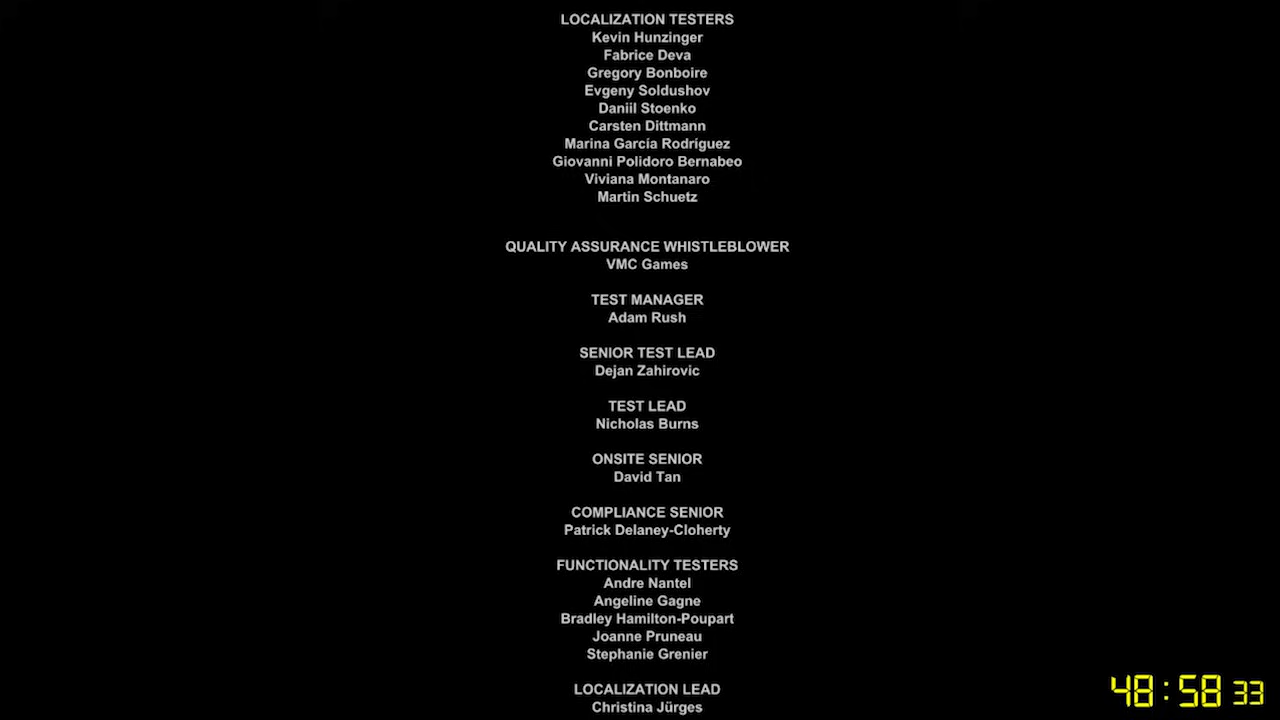 LOCALIZATION TESTERS
Kevin Hunzinger
Fabrice Deva
Gregory Bonboire
Evgeny Soldushov
Daniil Stoenko
Carsten Dittmann
Marina García Rodríguez
Giovanni Polidoro Bernabeo
Viviana Montanaro
Martin Schuetz
QUALITY ASSURANCE WHISTLEBLOWER
VMC Games
TEST MANAGER
Adam Rush
SENIOR TEST LEAD
Dejan Zahirovic
TEST LEAD
Nicholas Burns
ONSITE SENIOR
David Tan
COMPLIANCE SENIOR
Patrick Delaney-Cloherty
FUNCTIONALITY TESTERS
Andre Nantel
Angeline Gagne
Bradley Hamilton-Poupart
Joanne Pruneau
Stephanie Grenier
LOCALIZATION LEAD
Christina Jürges
48:58 33